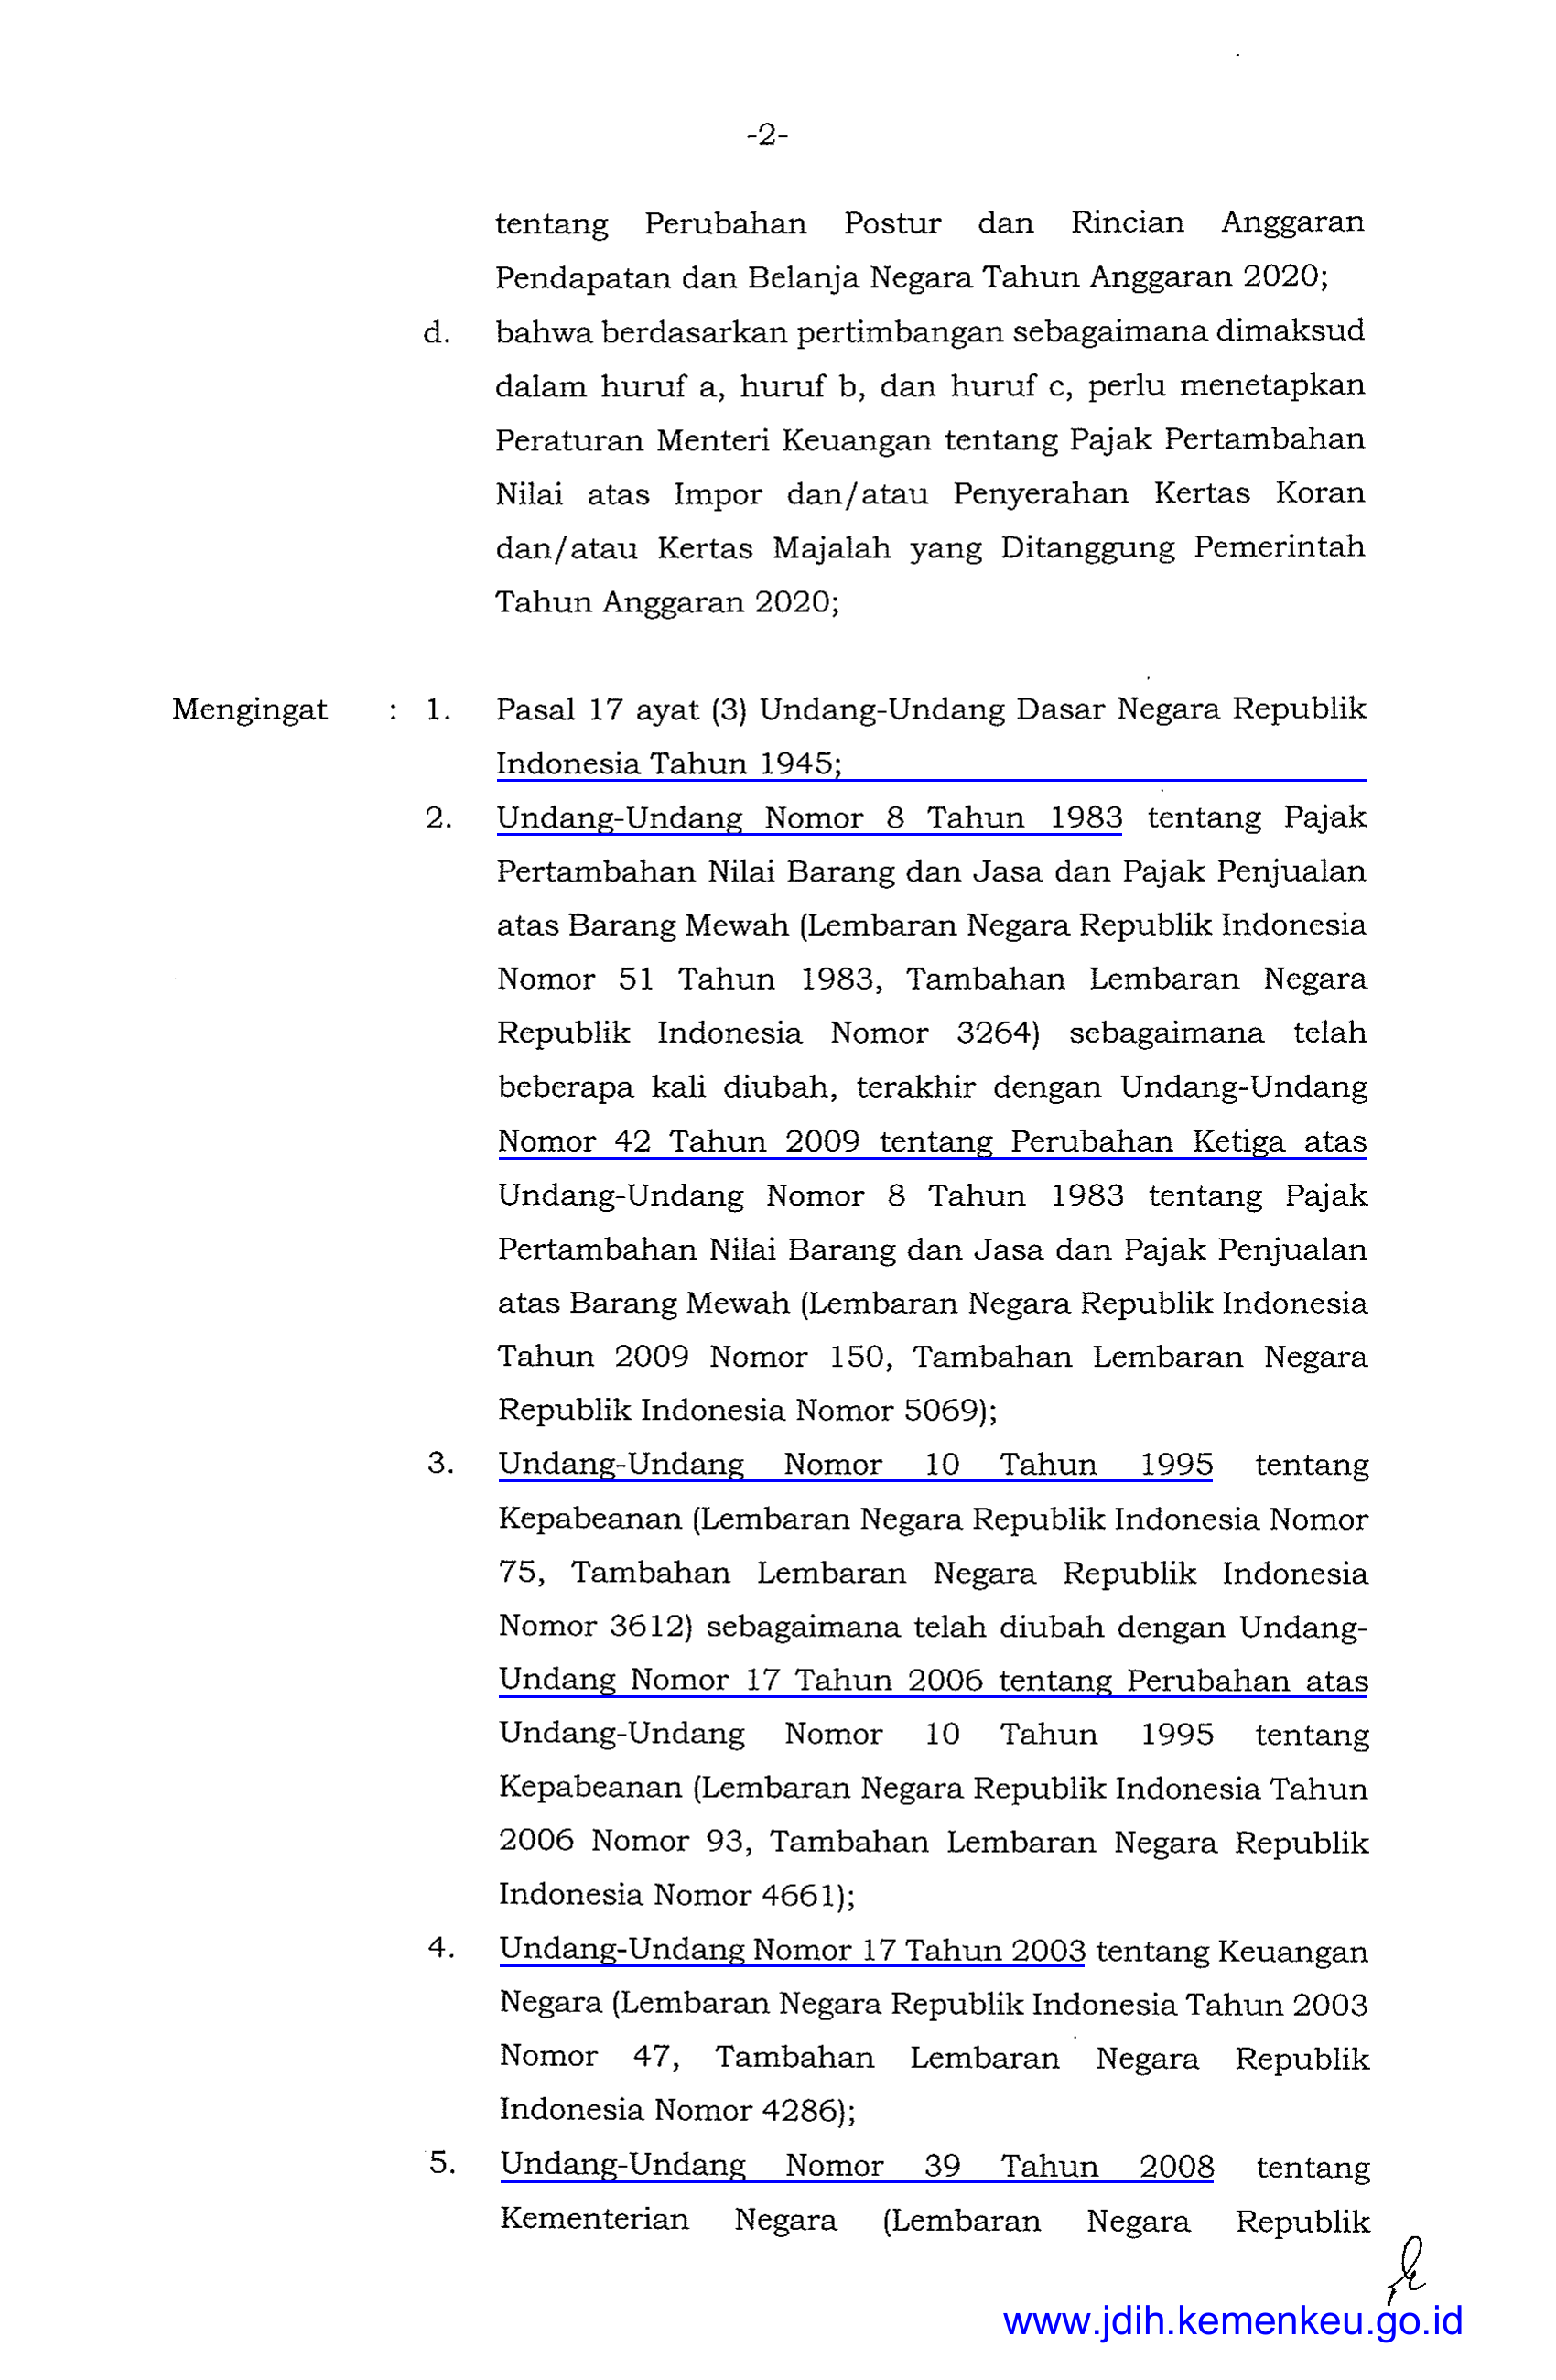 -2-
tentang Perubahan Postur dan Rincian Anggaran
Pendapatan dan Belanja Negara Tahun Anggaran 2020;
d. bahwa berdasarkan pertimbangan sebagaimana dimaksud
dalam huruf a, huruf b, dan huruf c, perlu menetapkan
Peraturan Menteri Keuangan tentang Pajak Pertambahan
Nilai atas Impor dan/atau Penyerahan Kertas Koran
dan/atau Kertas Majalah yang Ditanggung Pemerintah
Tahun Anggaran 2020;
Mengingat : 1. Pasal 17 ayat (3) Undang-Undang Dasar Negara Republik
Indonesia Tahun 1945;
2. Undang-Undang Nomor 8 Tahun 1983 tentang Pajak
Pertambahan Nilai Barang dan Jasa dan Pajak Penjualan
atas Barang Mewah (Lembaran Negara Republik Indonesia
Nomor 51 Tahun 1983, Tambahan Lembaran Negara
Republik Indonesia Nomor 3264) sebagaimana telah
beberapa kali diubah, terakhir dengan Undang-Undang
Nomor 42 Tahun 2009 tentang Perubahan Ketiga atas
Undang-Undang Nomor 8 Tahun 1983 tentang Pajak
Pertambahan Nilai Barang dan Jasa dan Pajak Penjualan
atas Barang Mewah (Lembaran Negara Republik Indonesia
Tahun 2009 Nomor 150, Tambahan Lembaran Negara
Republik Indonesia Nomor 5069);
3. Undang-Undang Nomor 10 Tahun 1995 tentang
Kepabeanan (Lembaran Negara Republik Indonesia Nomor
75, Tambahan Lembaran Negara Republik Indonesia
Nomor 3612) sebagaimana telah diubah dengan Undang-
Undang Nomor 17 Tahun 2006 tentang Perubahan atas
Undang-Undang Nomor 10 Tahun 1995 tentang
Kepabeanan (Lembaran Negara Republik Indonesia Tahun
2006 Nomor 93, Tambahan Lembaran Negara Republik
Indonesia Nomor 4661);
4. Undang-Undang Nomor 17 Tahun 2003 tentang Keuangan
Negara (Lembaran Negara Republik Indonesia Tahun 2003
Nomor 47, Tambahan Lembaran Negara Republik
Indonesia Nomor 4286);
5. Undang-Undang Nomor 39 Tahun 2008 tentang
Kementerian Negara (Lembaran Negara Republik
www.jdih.kemenkeu.go.id